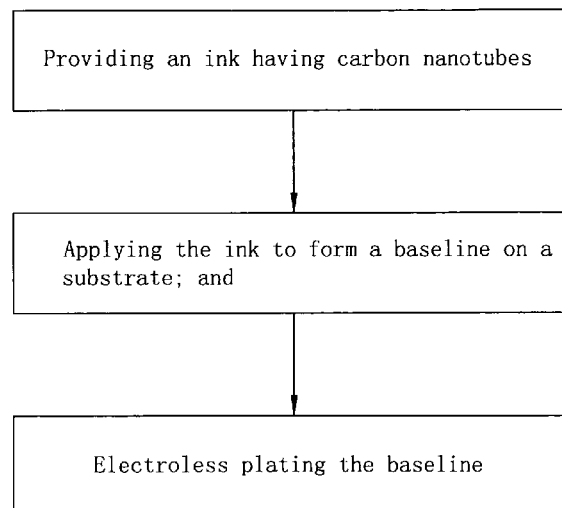 Providing an ink having carbon nanotubes
Applying the ink to form a baseline on a
substrate; and
Electroless plating the baseline